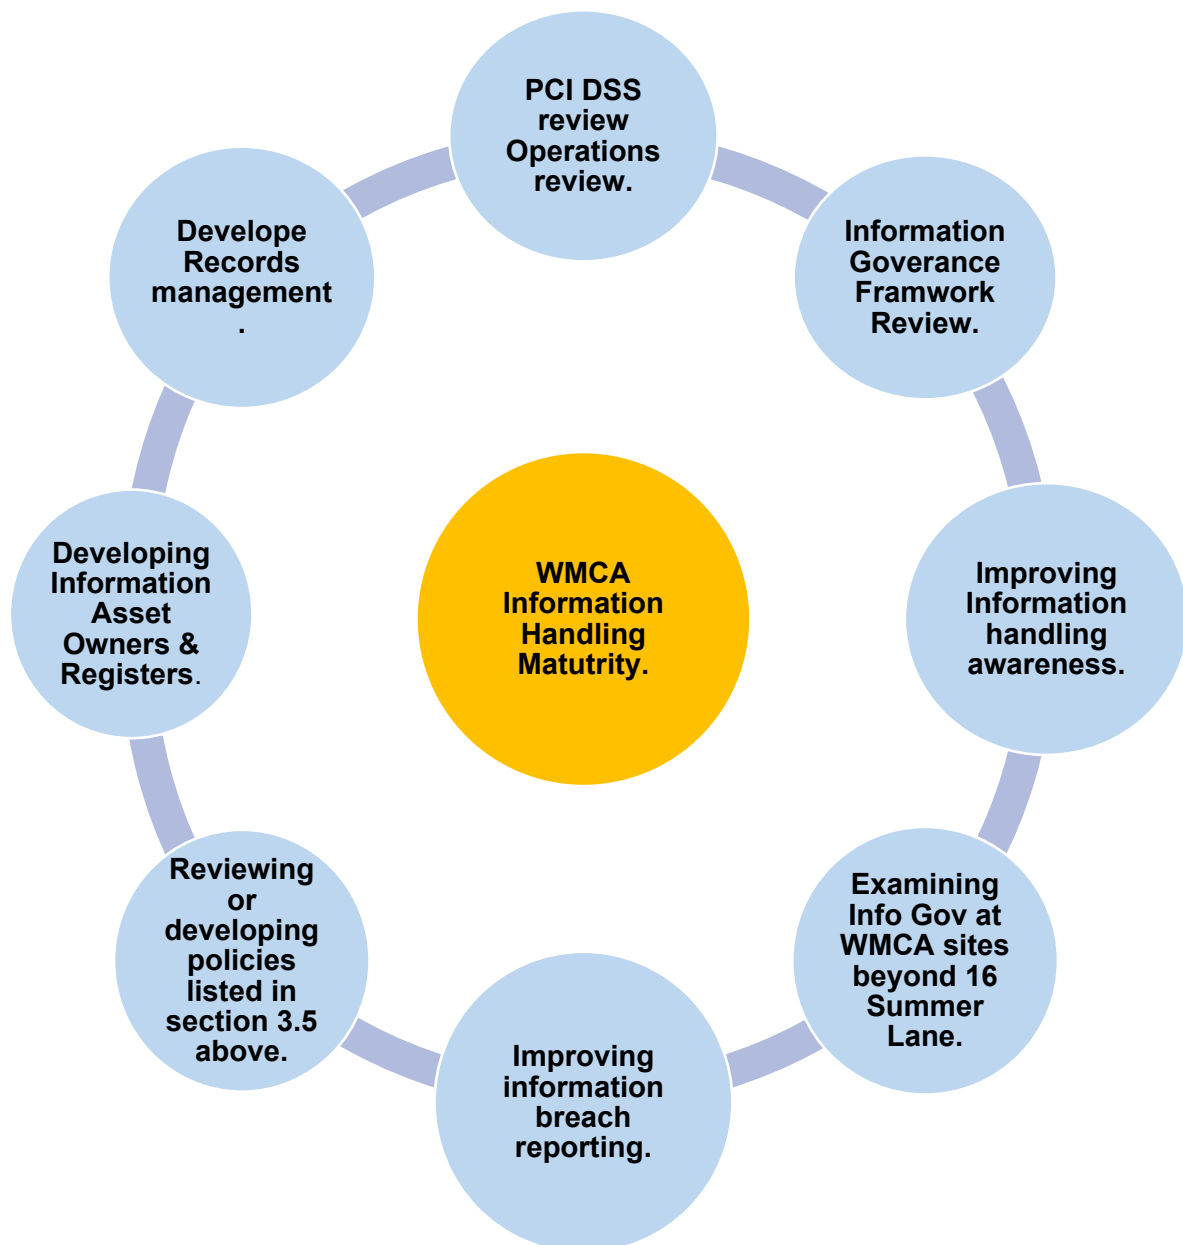 PCI DSS
review
Operations
review.
Information
Goverance
Framwork
Review.
Improving
Information
handling
awareness.
Examining
Info Gov at
WMCA sites
beyond 16
Summer
Lane.
Improving
information
breach
reporting.
Reviewing
or
developing
policies
listed in
section 3.5
above.
Developing
Information
Asset
Owners &
Registers.
Develope
Records
management
.
WMCA
Information
Handling
Matutrity.